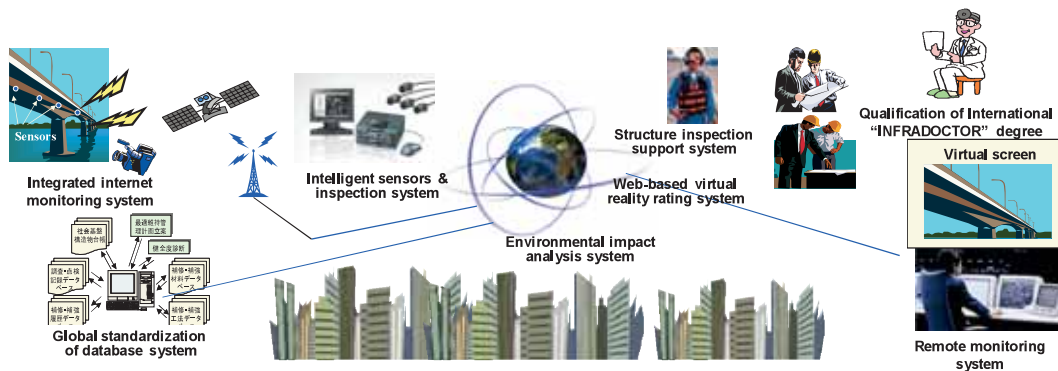 Sensors
Integrated internet
monitoring system
Intelligent sensors &
inspection system
Structure inspection
support system
Web-based virtual
reality rating system
Qualification of International
“INFRADOCTOR” degree
Virtual screen
Environmental impact
analysis system
社会基盤
構造物台帳
最適維持管
理計画立案
健全度診断
調査・点検
記録データ
ベース
補修・補強
材料データ
ベース
補修・補強
履歴データ
補修・補強
工法データ
Global standardization
of database system
Remote monitoring
system